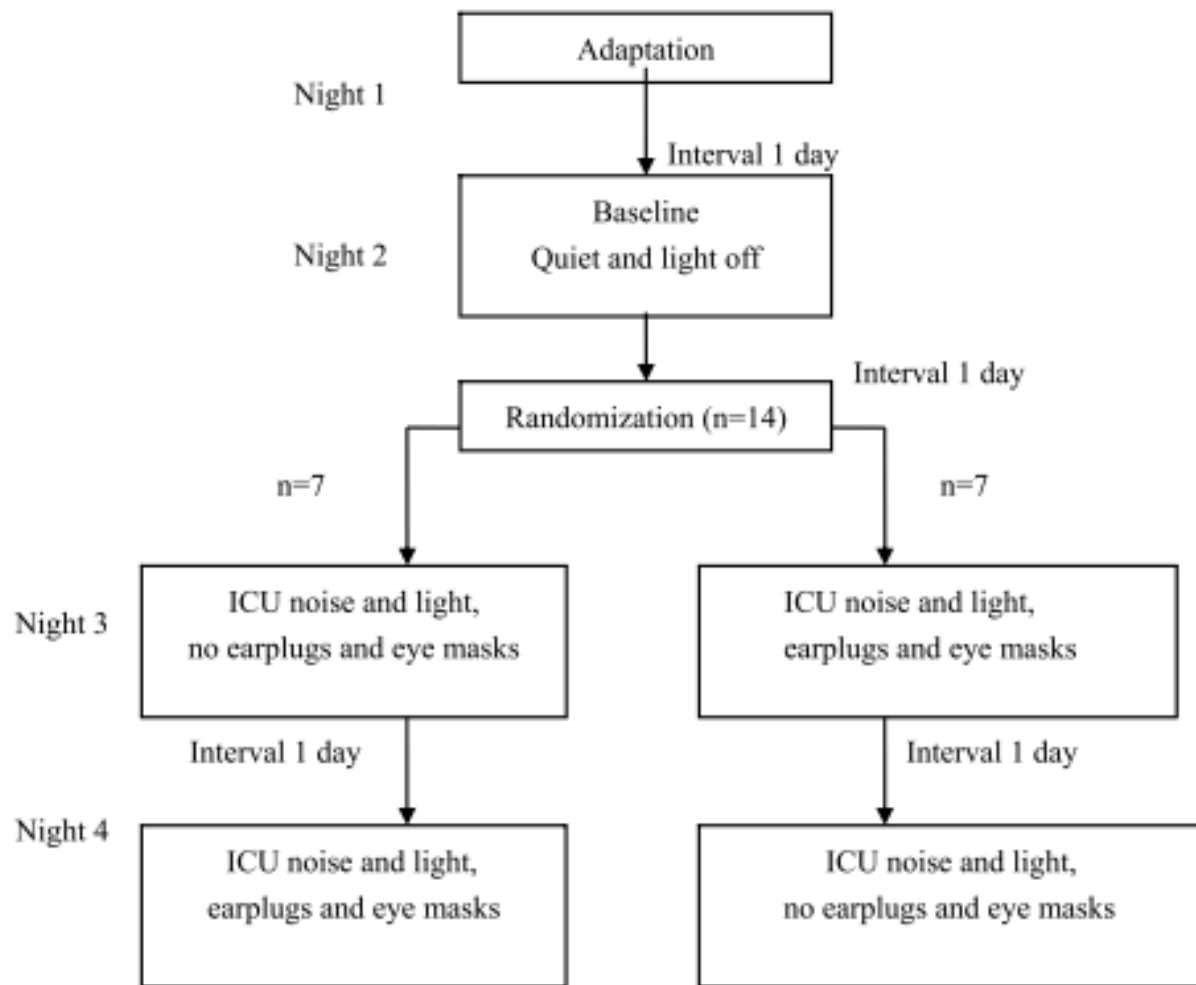 Adaptation
Night 1
Interval 1 day
Baseline
Quiet and light off
Night 2
Interval 1 day
Randomization (n=14)
n=7
n=7
ICU noise and light,
no earplugs and eye masks
ICU noise and light,
earplugs and eye masks
Night 3
Interval 1 day
Interval 1 day
Night 4
ICU noise and light,
earplugs and eye masks
ICU noise and light,
no earplugs and eye masks